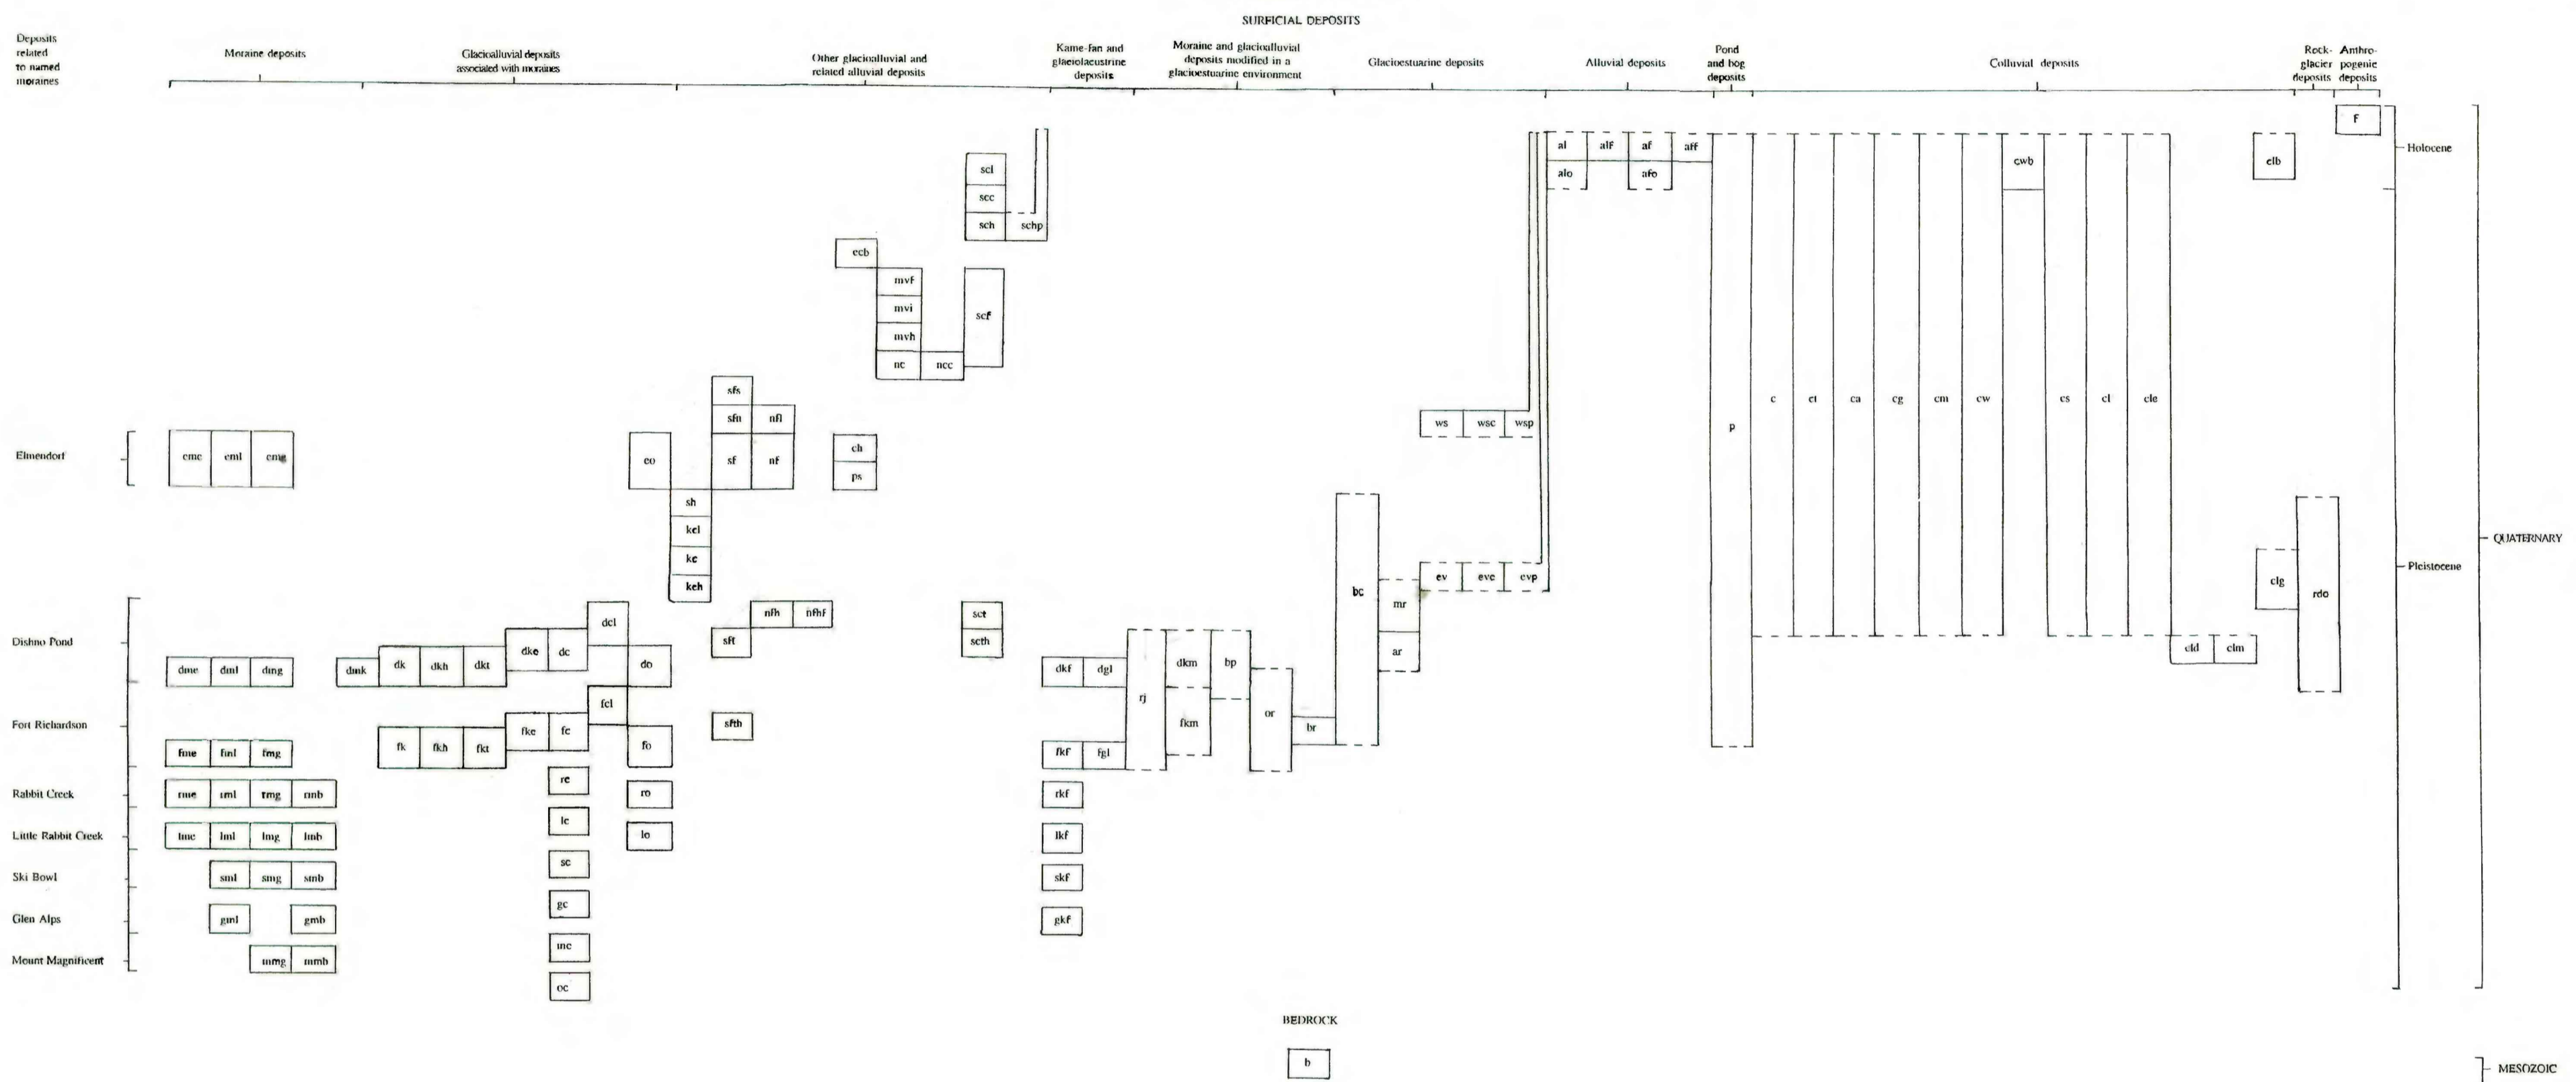 SURFICIAL DEPOSITS
Deposits
related
to named
moraines
Moraine deposits
Glacioalluvial deposits
associated with moraines
Other glacioalluvial and
related alluvial deposits
Kame-fan and
glaciolacustrine
deposits
Moraine and glacioalluvial
deposits modified in a
glacioestuarine environment
Glacioestuarine deposits
Alluvial deposits
Pond
and bog
deposits
Colluvial deposits
Rock-
glacier
deposits
Anthro-
pogenic
deposits
f
Holocene
al alf af aff
alo afo
cwb
clb
scl
scc
sch schp
ecb
mvf
mvi
mvh
nc ncc
scf
sfs
sfn nfl
sf nf
ws wsc wsp
p
c ct ca cg cm cw cs cl cle
Elmendorf
eme eml emg
eo
eh
ps
sh
kel
ke
keh
QUATERNARY
Pleistocene
bc
ev evc evp
mr
ar
clg
rdo
Dishno Pond
dme dml dmg
dmk dk dkh dkt dke dc dcl do
nfh nfhf
sft
sct
scth
dkf dgl
rj
dkm bp
fkm
or
br
cld clm
Fort Richardson
fme fml fmg
fk fkh fkt fke fc fcl fo
sfth
fkf fgl
Rabbit Creek
rme rml rmg rmb
rc
ro
rkf
Little Rabbit Creek
lme lml lmg lmb
lc
lo
lkf
Ski Bowl
sml smg smb
sc
skf
Glen Alps
gml gmb
gc
gkf
Mount Magnificent
mmg mmb
mc
oc
BEDROCK
b
MESOZOIC